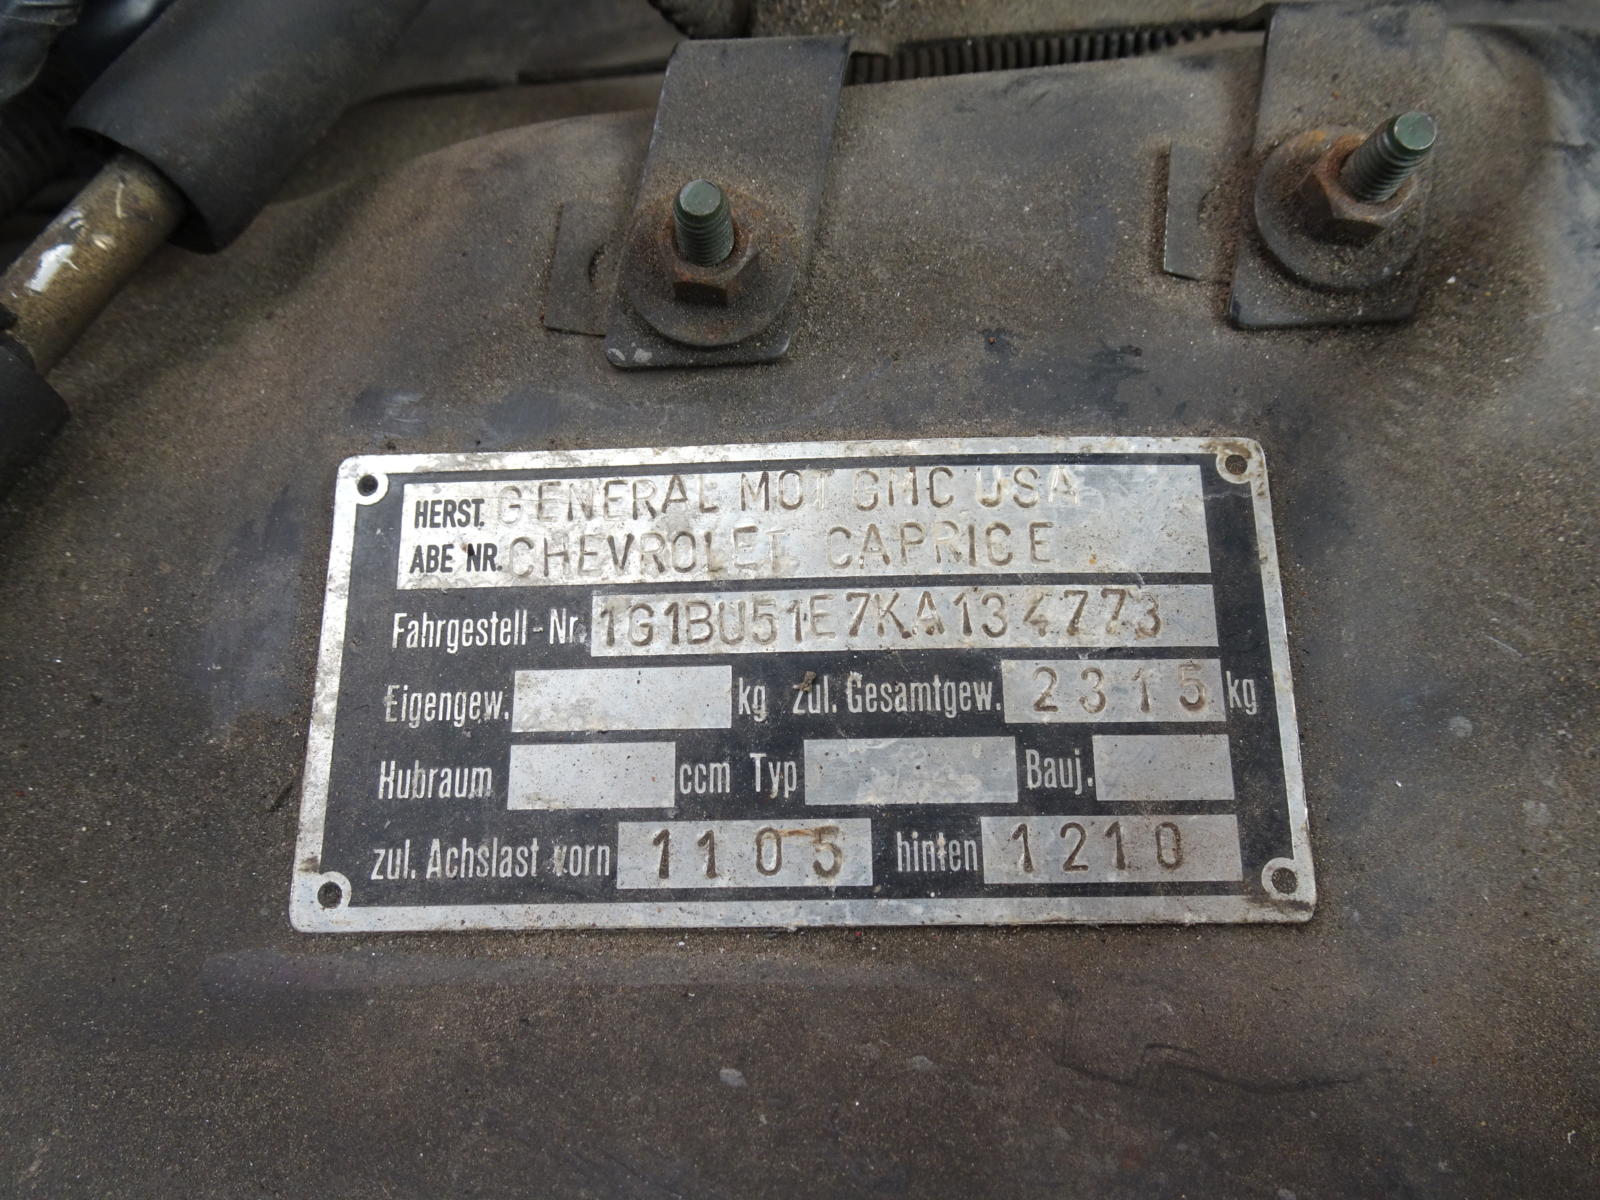 HERST. GENERAL MOT GMC USA
ABE NR. CHEVROLET CAPRICE
Fahrgestell-Nr. 1G1BU51E7KA134773
Eigengew. kg zul. Gesamtgew. 2315 kg
Hubraum ccm Typ Bauj.
zul. Achslast vorn 1105 hinten 1210